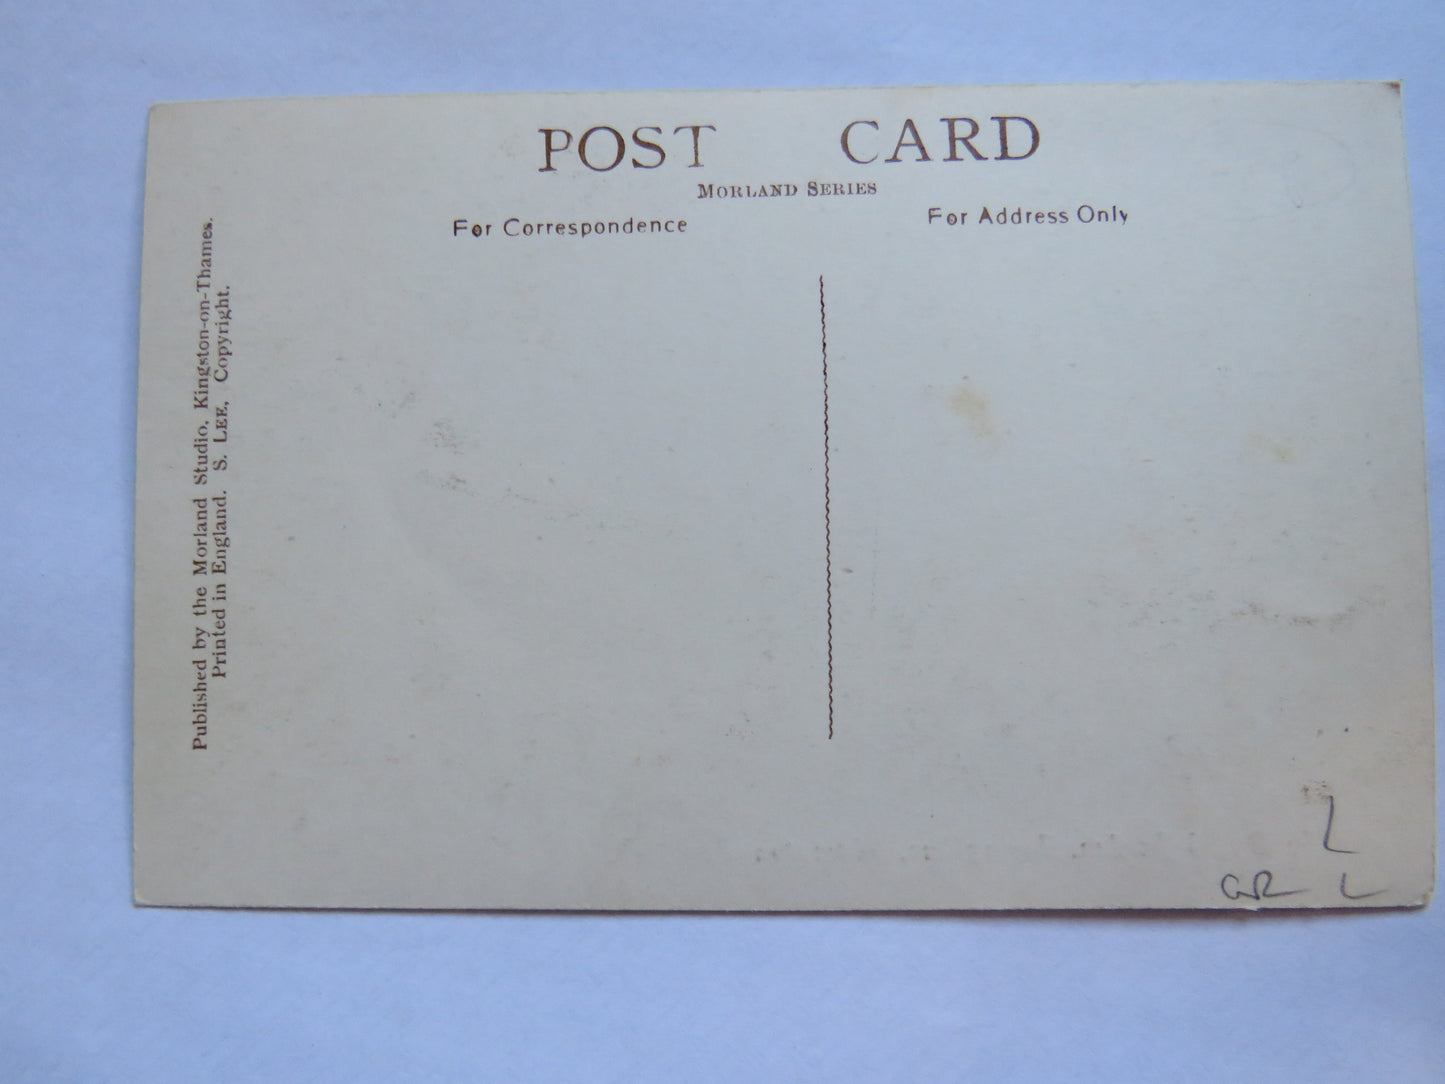 POST CARD
MORLAND SERIES
For Correspondence
For Address Only
Published by the Morland Studio, Kingston-on-Thames.
Printed in England. S. LEE, Copyright.
GR L